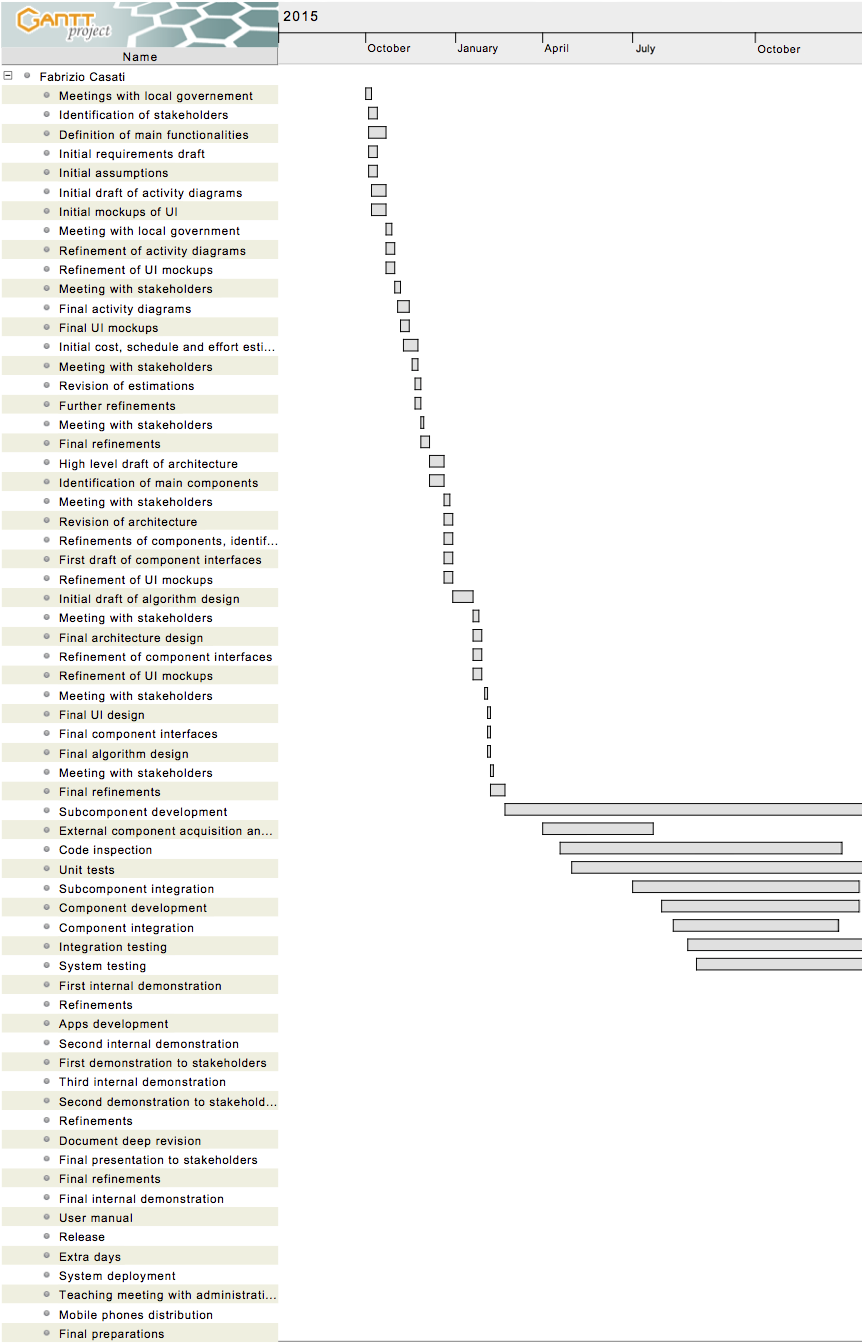 GANTT
project
2015
October
January
April
July
October
Name
Fabrizio Casati
Meetings with local governement
Identification of stakeholders
Definition of main functionalities
Initial requirements draft
Initial assumptions
Initial draft of activity diagrams
Initial mockups of UI
Meeting with local government
Refinement of activity diagrams
Refinement of UI mockups
Meeting with stakeholders
Final activity diagrams
Final UI mockups
Initial cost, schedule and effort esti...
Meeting with stakeholders
Revision of estimations
Further refinements
Meeting with stakeholders
Final refinements
High level draft of architecture
Identification of main components
Meeting with stakeholders
Revision of architecture
Refinements of components, identif...
First draft of component interfaces
Refinement of UI mockups
Initial draft of algorithm design
Meeting with stakeholders
Final architecture design
Refinement of component interfaces
Refinement of UI mockups
Meeting with stakeholders
Final UI design
Final component interfaces
Final algorithm design
Meeting with stakeholders
Final refinements
Subcomponent development
External component acquisition an...
Code inspection
Unit tests
Subcomponent integration
Component development
Component integration
Integration testing
System testing
First internal demonstration
Refinements
Apps development
Second internal demonstration
First demonstration to stakeholders
Third internal demonstration
Second demonstration to stakehold...
Refinements
Document deep revision
Final presentation to stakeholders
Final refinements
Final internal demonstration
User manual
Release
Extra days
System deployment
Teaching meeting with administrati...
Mobile phones distribution
Final preparations